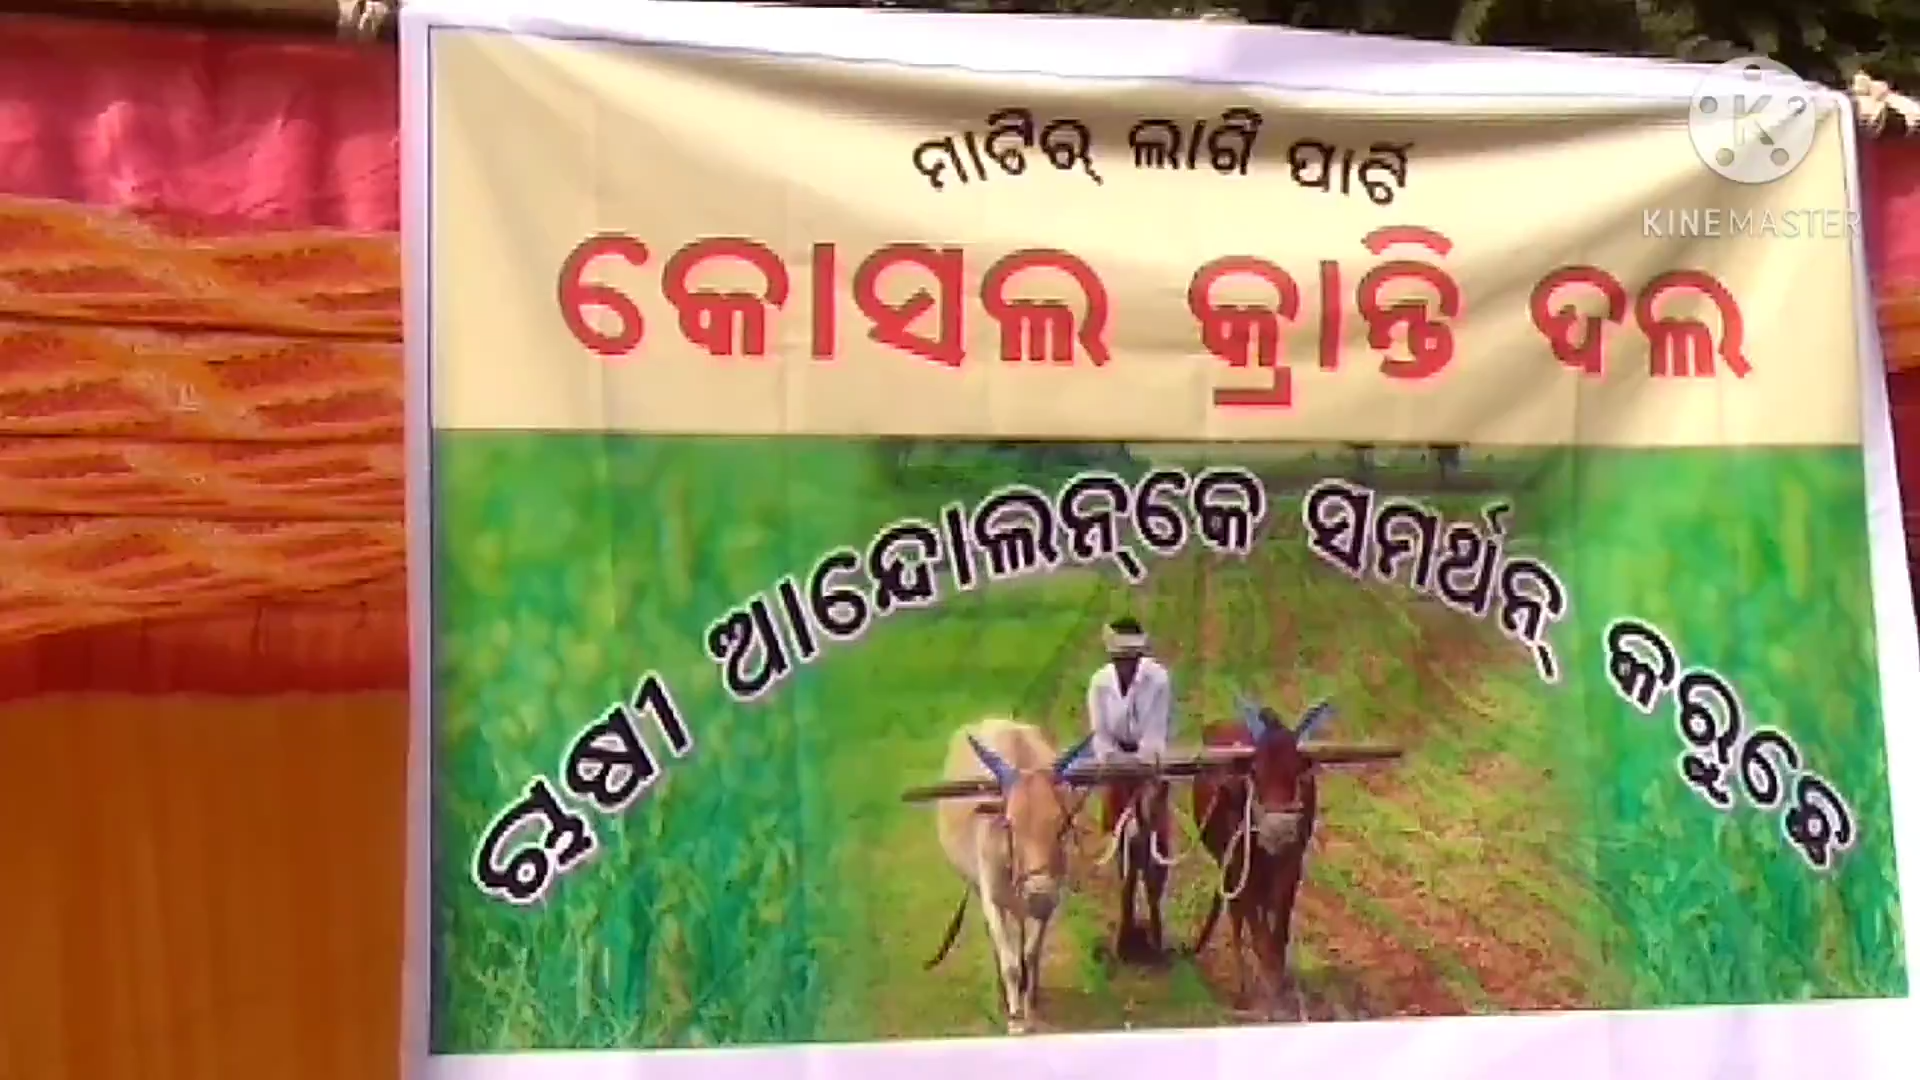 ମାଟିର୍ ଲାଗି ପାର୍ଟି
କୋସଲ କ୍ରାନ୍ତି ଦଲ
ଚାଷୀ ଆନ୍ଦୋଲନ୍‌କେ ସମର୍ଥନ୍ କରୁଛେ
K
KINEMASTER